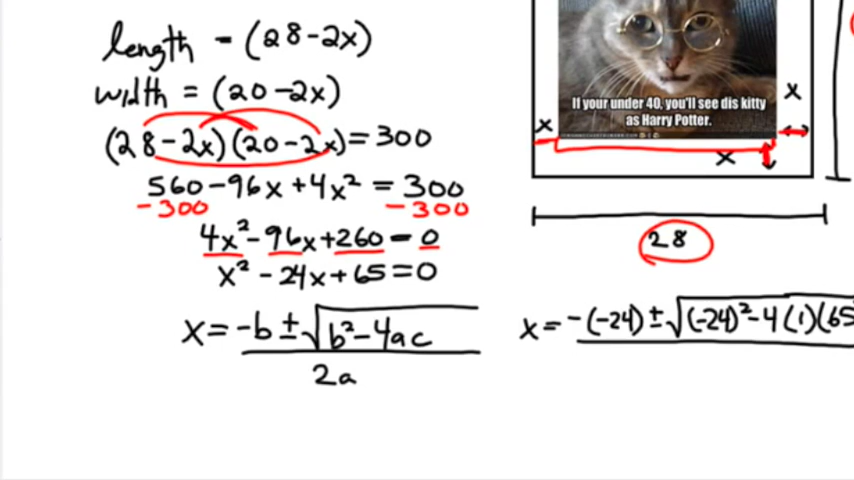 length = (28-2x)
width = (20-2x)
(28-2x)(20-2x)=300
560-96x+4x²=300
-300 -300
4x²-96x+260=0
x²-24x+65=0
x=-b±√b²-4ac
2a
If your under 40, you'll see dis kitty
as Harry Potter.
x
x
x
28
x=-(-24)±√(-24)²-4(1)(65